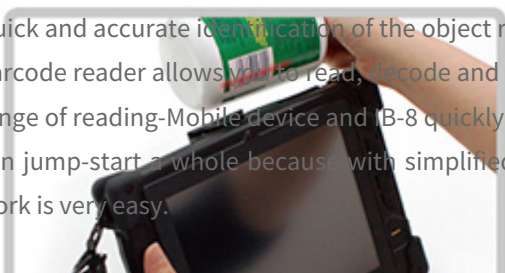 uick and accurate identification of the object
arcode reader allows you to read, decode and
nge of reading-Mobile device and IB-8 quickly
n jump-start a whole because with simplified
ork is very easy.